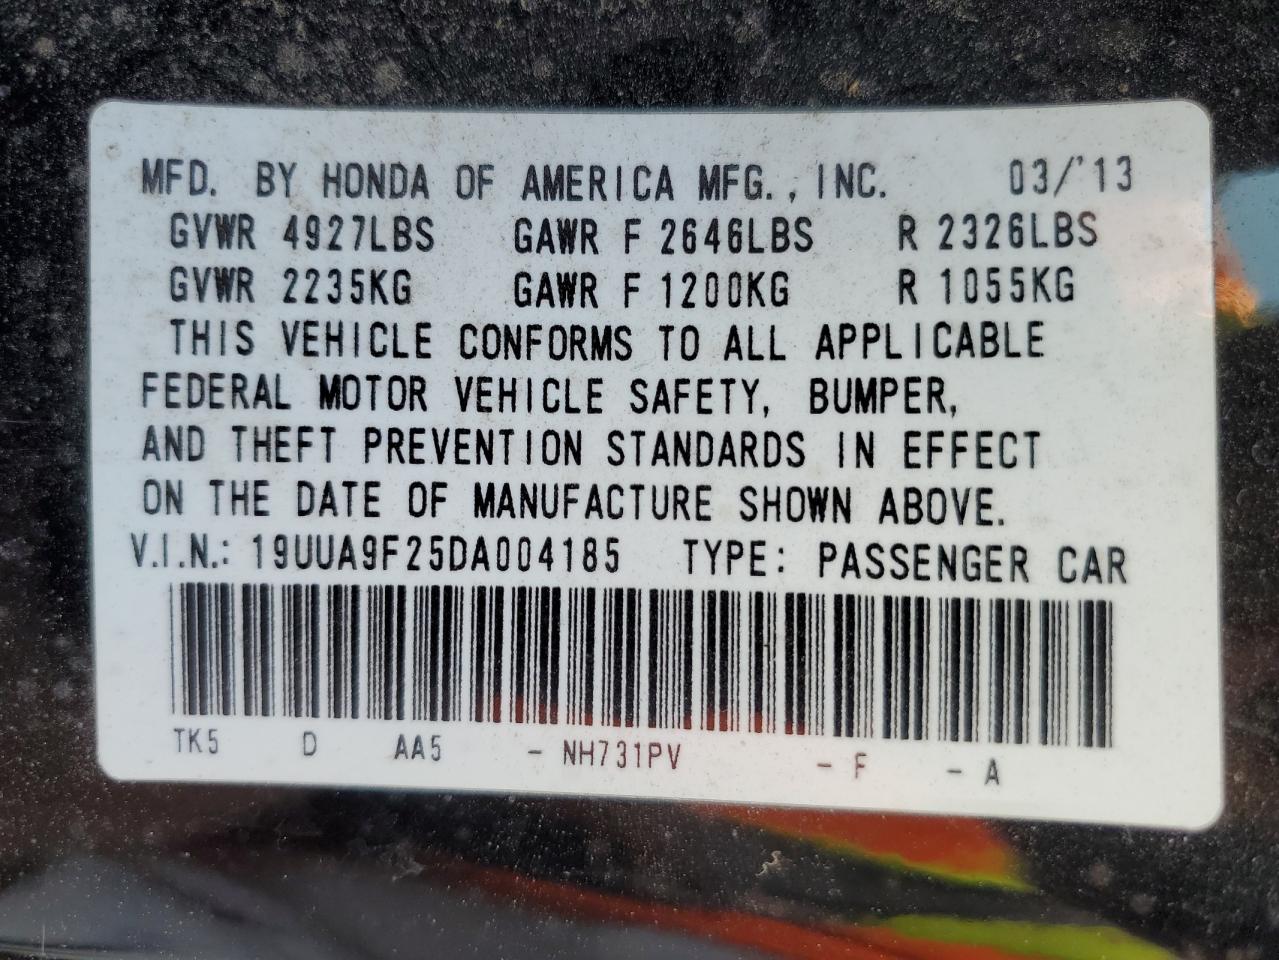 MFD. BY HONDA OF AMERICA MFG., INC. 03/'13
GVWR 4927LBS GAWR F 2646LBS R 2326LBS
GVWR 2235KG GAWR F 1200KG R 1055KG
THIS VEHICLE CONFORMS TO ALL APPLICABLE
FEDERAL MOTOR VEHICLE SAFETY, BUMPER,
AND THEFT PREVENTION STANDARDS IN EFFECT
ON THE DATE OF MANUFACTURE SHOWN ABOVE.
V.I.N.: 19UUA9F25DA004185 TYPE: PASSENGER CAR
TK5 D AA5 - NH731PV - F - A